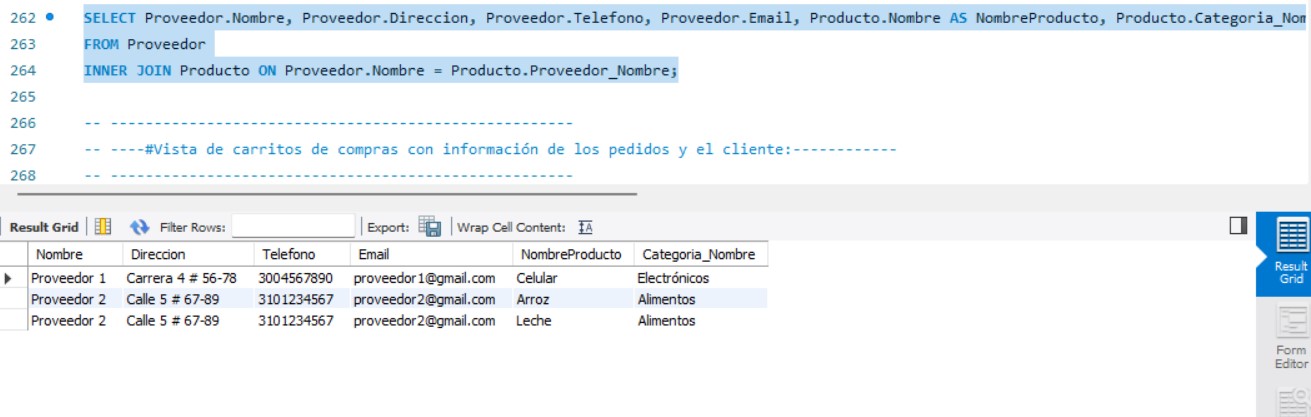 262 SELECT Proveedor.Nombre, Proveedor.Direccion, Proveedor.Telefono, Proveedor.Email, Producto.Nombre AS NombreProducto, Producto.Categoria_Nom
263 FROM Proveedor
264 INNER JOIN Producto ON Proveedor.Nombre = Producto.Proveedor_Nombre;
265
266 -- -----------------------------------------------------
267 -- ----#Vista de carritos de compras con información de los pedidos y el cliente:------------
268 -- -----------------------------------------------------
Result Grid Filter Rows: Export: Wrap Cell Content:
Nombre Direccion Telefono Email NombreProducto Categoria_Nombre
Proveedor 1 Carrera 4 # 56-78 3004567890 proveedor1@gmail.com Celular Electrónicos
Proveedor 2 Calle 5 # 67-89 3101234567 proveedor2@gmail.com Arroz Alimentos
Proveedor 2 Calle 5 # 67-89 3101234567 proveedor2@gmail.com Leche Alimentos
Result
Grid
Form
Editor